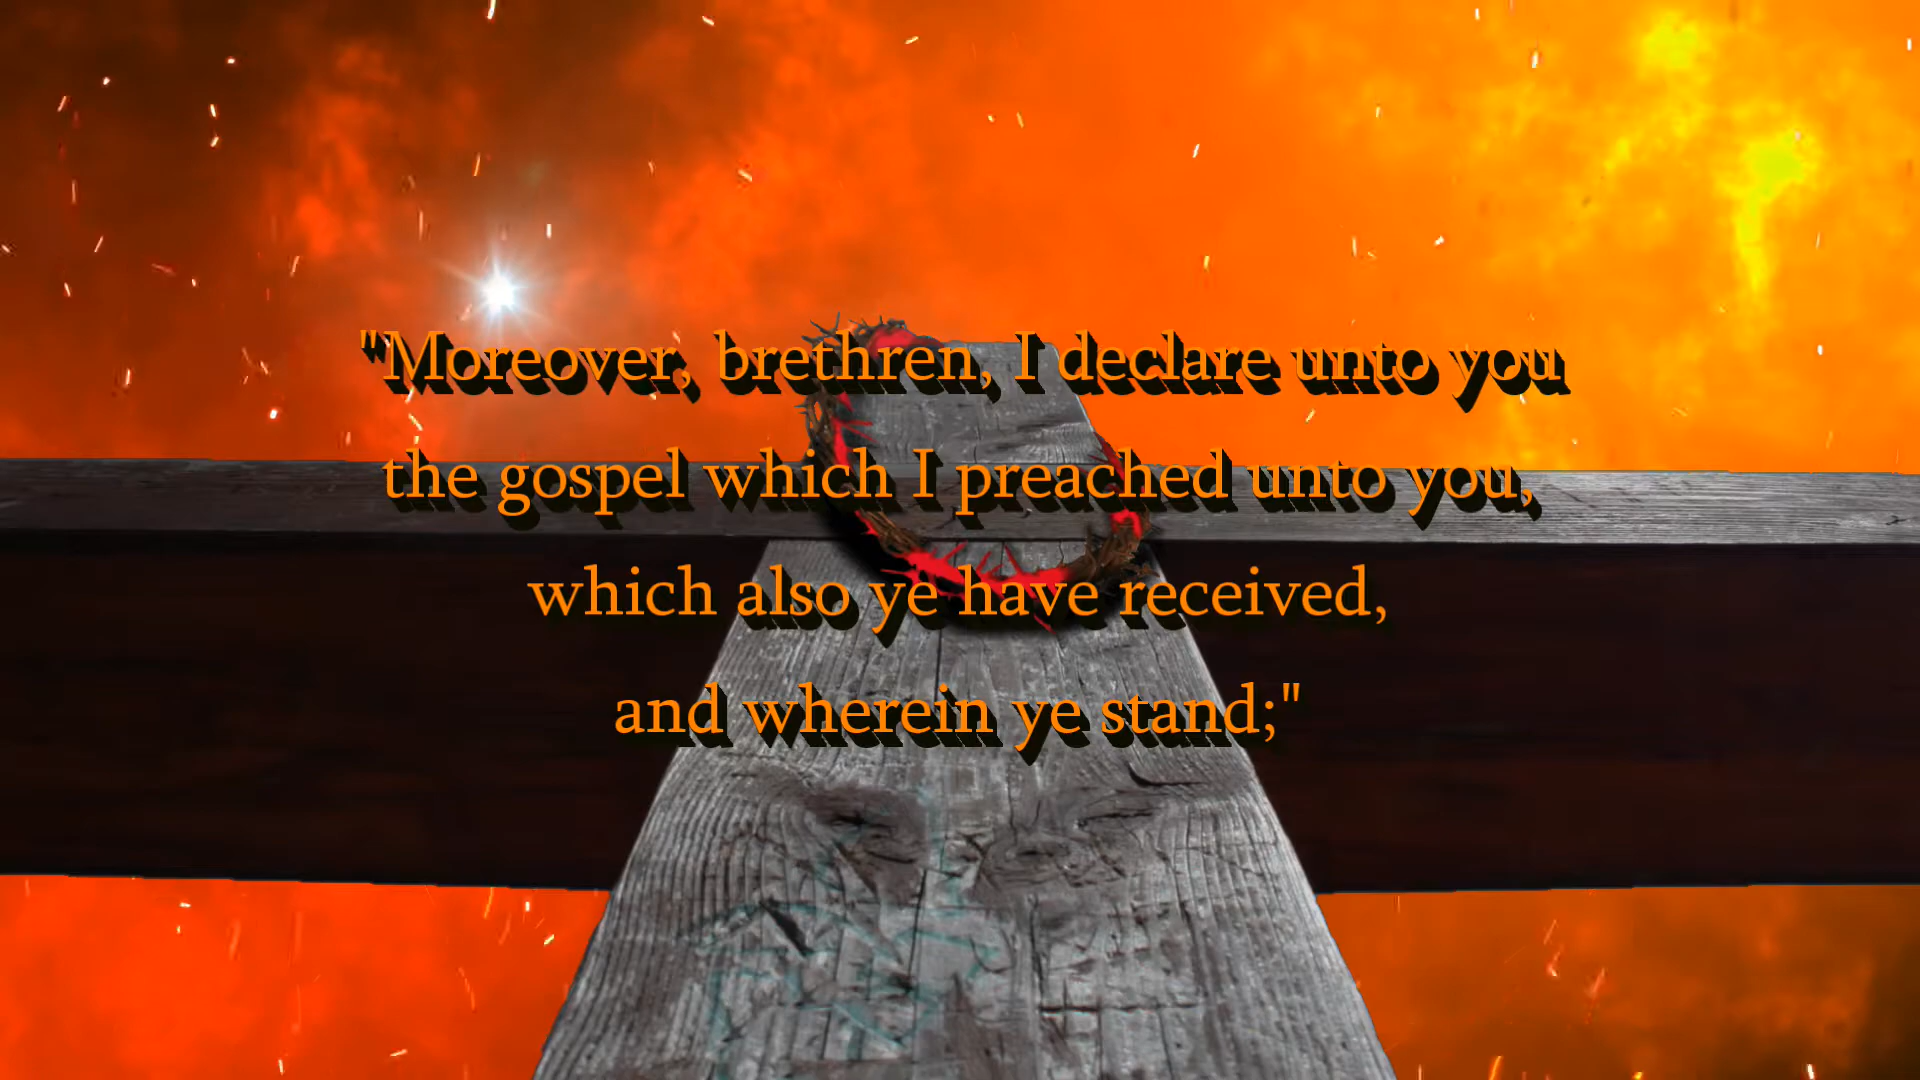 "Moreover, brethren, I declare unto you
the gospel which I preached unto you,
which also ye have received,
and wherein ye stand;"